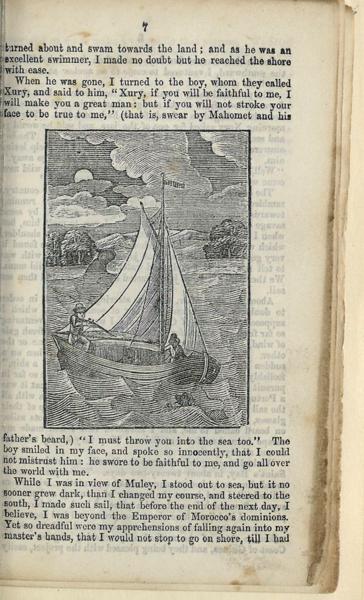 7
turned about and swam towards the land; and as he was an
excellent swimmer, I made no doubt but he reached the shore
with ease.
When he was gone, I turned to the boy, whom they called
Xury, and said to him, "Xury, if you will be faithful to me, I
will make you a great man: but if you will not stroke your
face to be true to me," (that is, swear by Mahomet and his
father's beard,) "I must throw you into the sea too." The
boy smiled in my face, and spoke so innocently, that I could
not mistrust him: he swore to be faithful to me, and go all over
the world with me.
While I was in view of Muley, I stood out to sea, but it no
sooner grew dark, than I changed my course, and steered to the
south, I made such sail, that before the end of the next day, I
believe, I was beyond the Emperor of Morocco's dominions.
Yet so dreadful were my apprehensions of falling again into my
master's hands, that I would not stop to go on shore, till I had